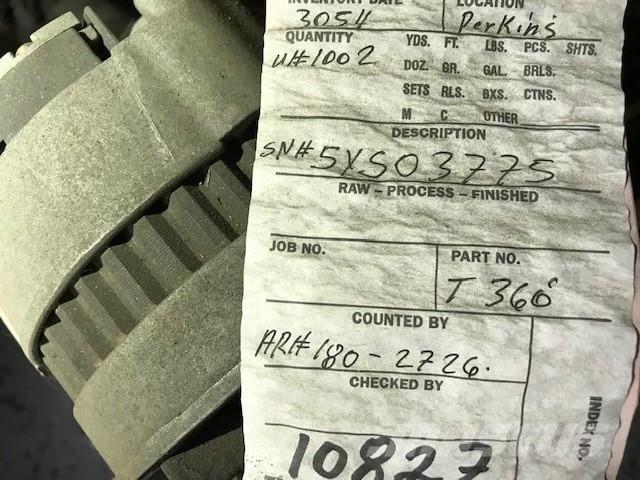 INVENTORY DATE LOCATION
3054 Perkins
QUANTITY YDS. FT. LBS. PCS. SHTS.
U#1002 DOZ. GR. GAL. BRLS.
SETS RLS. BXS. CTNS.
M C OTHER
DESCRIPTION
SN# 5YS03775
RAW - PROCESS - FINISHED
JOB NO. PART NO.
T 360
COUNTED BY
AR# 180-2726.
CHECKED BY
INDEX NO.
10827